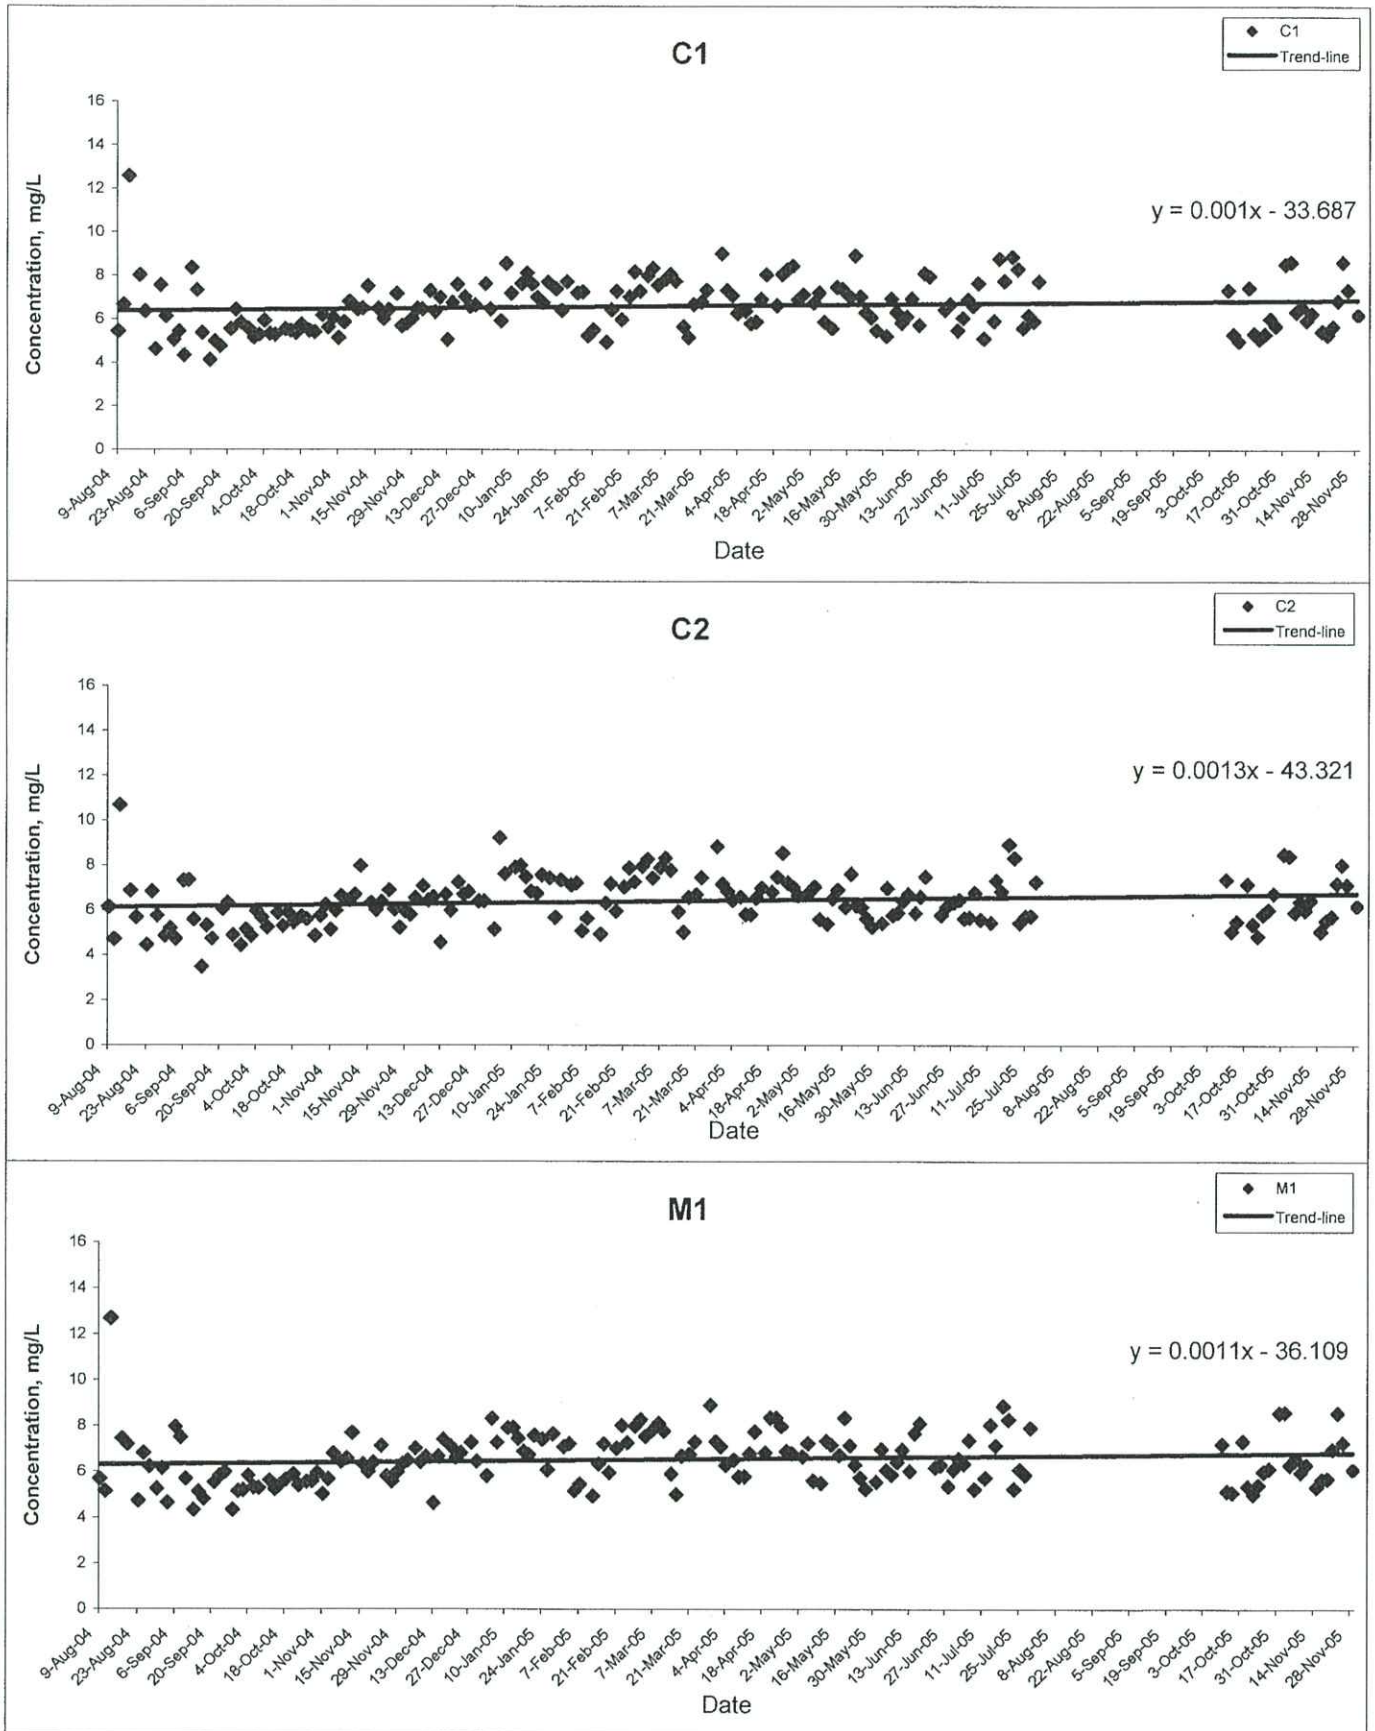 C1
C1
Trend-line
16
14
12
10
8
6
4
2
0
Concentration, mg/L
y = 0.001x - 33.687
9-Aug-04
23-Aug-04
6-Sep-04
20-Sep-04
4-Oct-04
18-Oct-04
1-Nov-04
15-Nov-04
29-Nov-04
13-Dec-04
27-Dec-04
10-Jan-05
24-Jan-05
7-Feb-05
21-Feb-05
7-Mar-05
21-Mar-05
4-Apr-05
18-Apr-05
2-May-05
16-May-05
30-May-05
13-Jun-05
27-Jun-05
11-Jul-05
25-Jul-05
8-Aug-05
22-Aug-05
5-Sep-05
19-Sep-05
3-Oct-05
17-Oct-05
31-Oct-05
14-Nov-05
28-Nov-05
Date
C2
C2
Trend-line
16
14
12
10
8
6
4
2
0
Concentration, mg/L
y = 0.0013x - 43.321
9-Aug-04
23-Aug-04
6-Sep-04
20-Sep-04
4-Oct-04
18-Oct-04
1-Nov-04
15-Nov-04
29-Nov-04
13-Dec-04
27-Dec-04
10-Jan-05
24-Jan-05
7-Feb-05
21-Feb-05
7-Mar-05
21-Mar-05
4-Apr-05
18-Apr-05
2-May-05
16-May-05
30-May-05
13-Jun-05
27-Jun-05
11-Jul-05
25-Jul-05
8-Aug-05
22-Aug-05
5-Sep-05
19-Sep-05
3-Oct-05
17-Oct-05
31-Oct-05
14-Nov-05
28-Nov-05
Date
M1
M1
Trend-line
16
14
12
10
8
6
4
2
0
Concentration, mg/L
y = 0.0011x - 36.109
9-Aug-04
23-Aug-04
6-Sep-04
20-Sep-04
4-Oct-04
18-Oct-04
1-Nov-04
15-Nov-04
29-Nov-04
13-Dec-04
27-Dec-04
10-Jan-05
24-Jan-05
7-Feb-05
21-Feb-05
7-Mar-05
21-Mar-05
4-Apr-05
18-Apr-05
2-May-05
16-May-05
30-May-05
13-Jun-05
27-Jun-05
11-Jul-05
25-Jul-05
8-Aug-05
22-Aug-05
5-Sep-05
19-Sep-05
3-Oct-05
17-Oct-05
31-Oct-05
14-Nov-05
28-Nov-05
Date